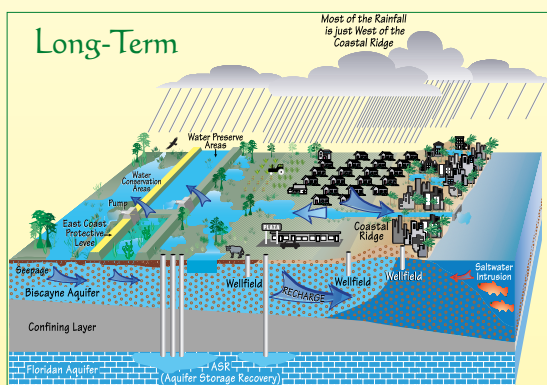 Long-Term
Most of the Rainfall
is just West of the
Coastal Ridge
Water Preserve
Areas
Water
Conservation
Areas
Pump
East Coast
Protective
Levee
PLAZA
Coastal
Ridge
Seepage
Biscayne Aquifer
Wellfield
RECHARGE
Wellfield
Wellfield
Saltwater
Intrusion
Confining Layer
Floridan Aquifer
ASR
(Aquifer Storage Recovery)